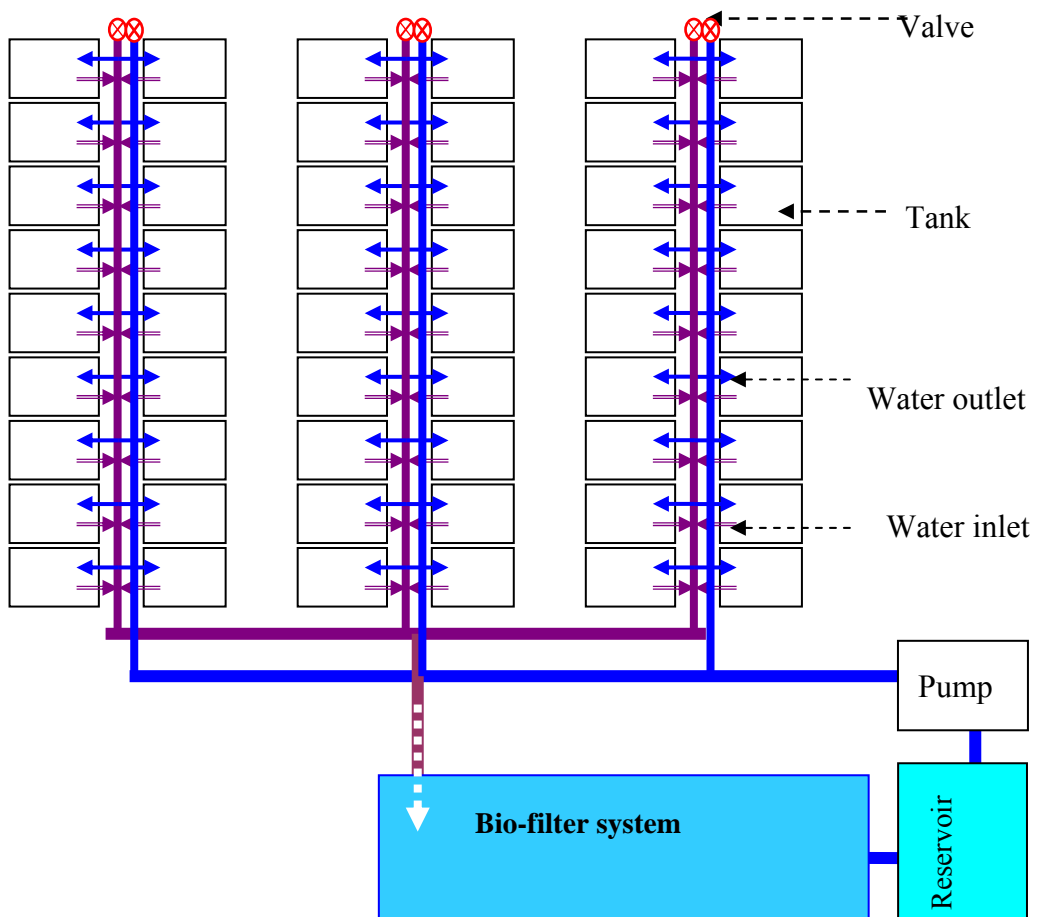 Valve
Tank
Water outlet
Water inlet
Pump
Bio-filter system
Reservoir